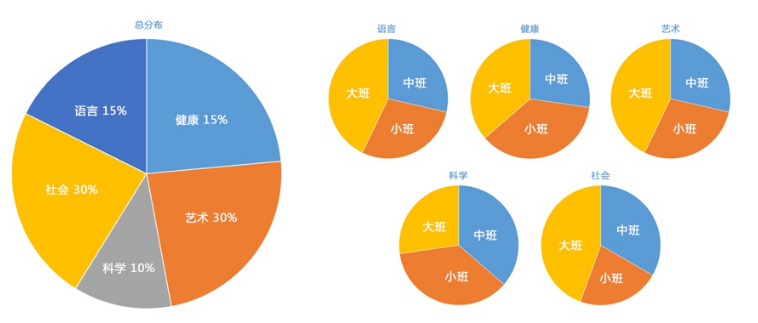 总分布
健康 15%
艺术 30%
科学 10%
社会 30%
语言 15%
语言
中班
小班
大班
健康
中班
小班
大班
艺术
中班
小班
大班
科学
中班
小班
大班
社会
中班
小班
大班